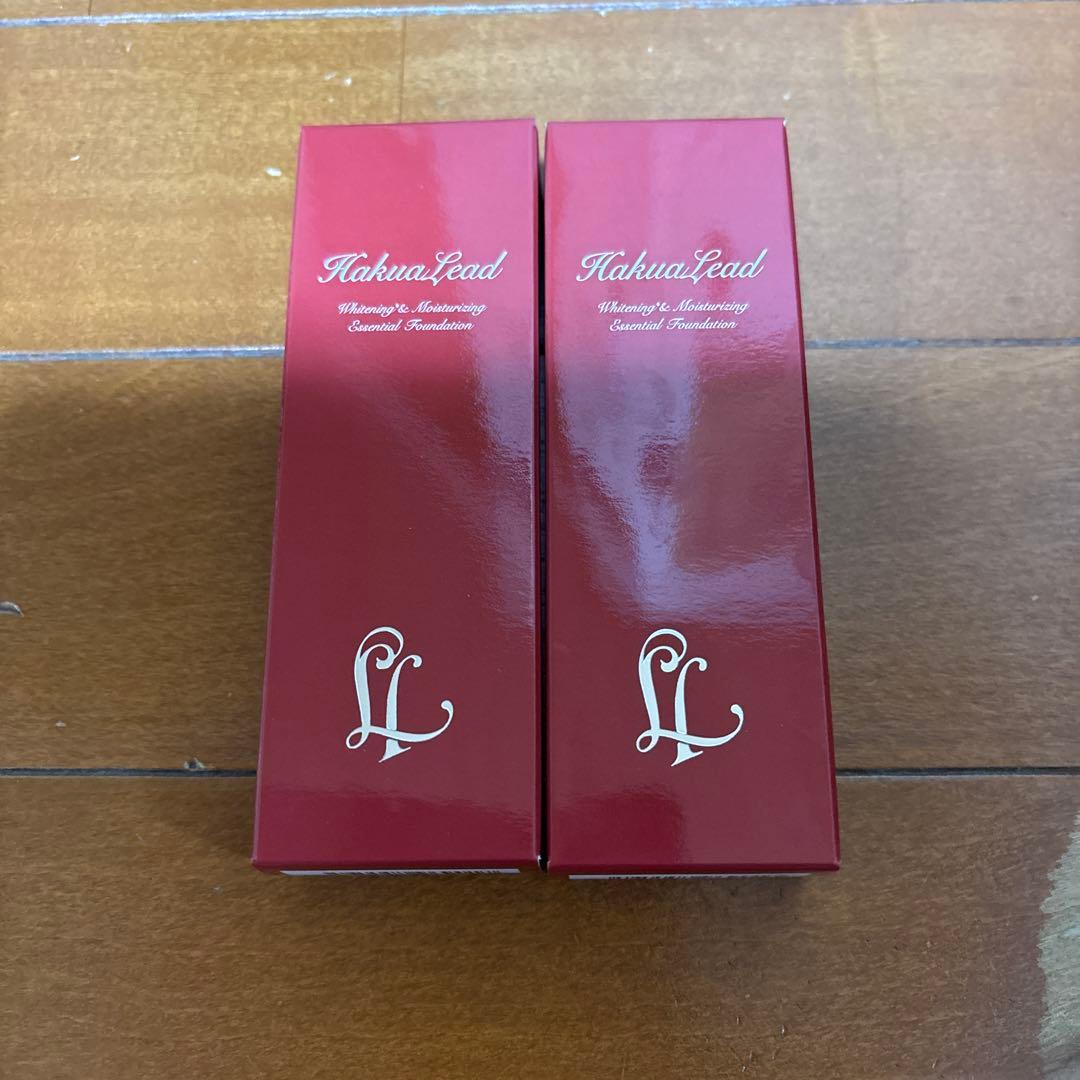 HakuaLead
Whitening*& Moisturizing
Essential Foundation
HakuaLead
Whitening*& Moisturizing
Essential Foundation